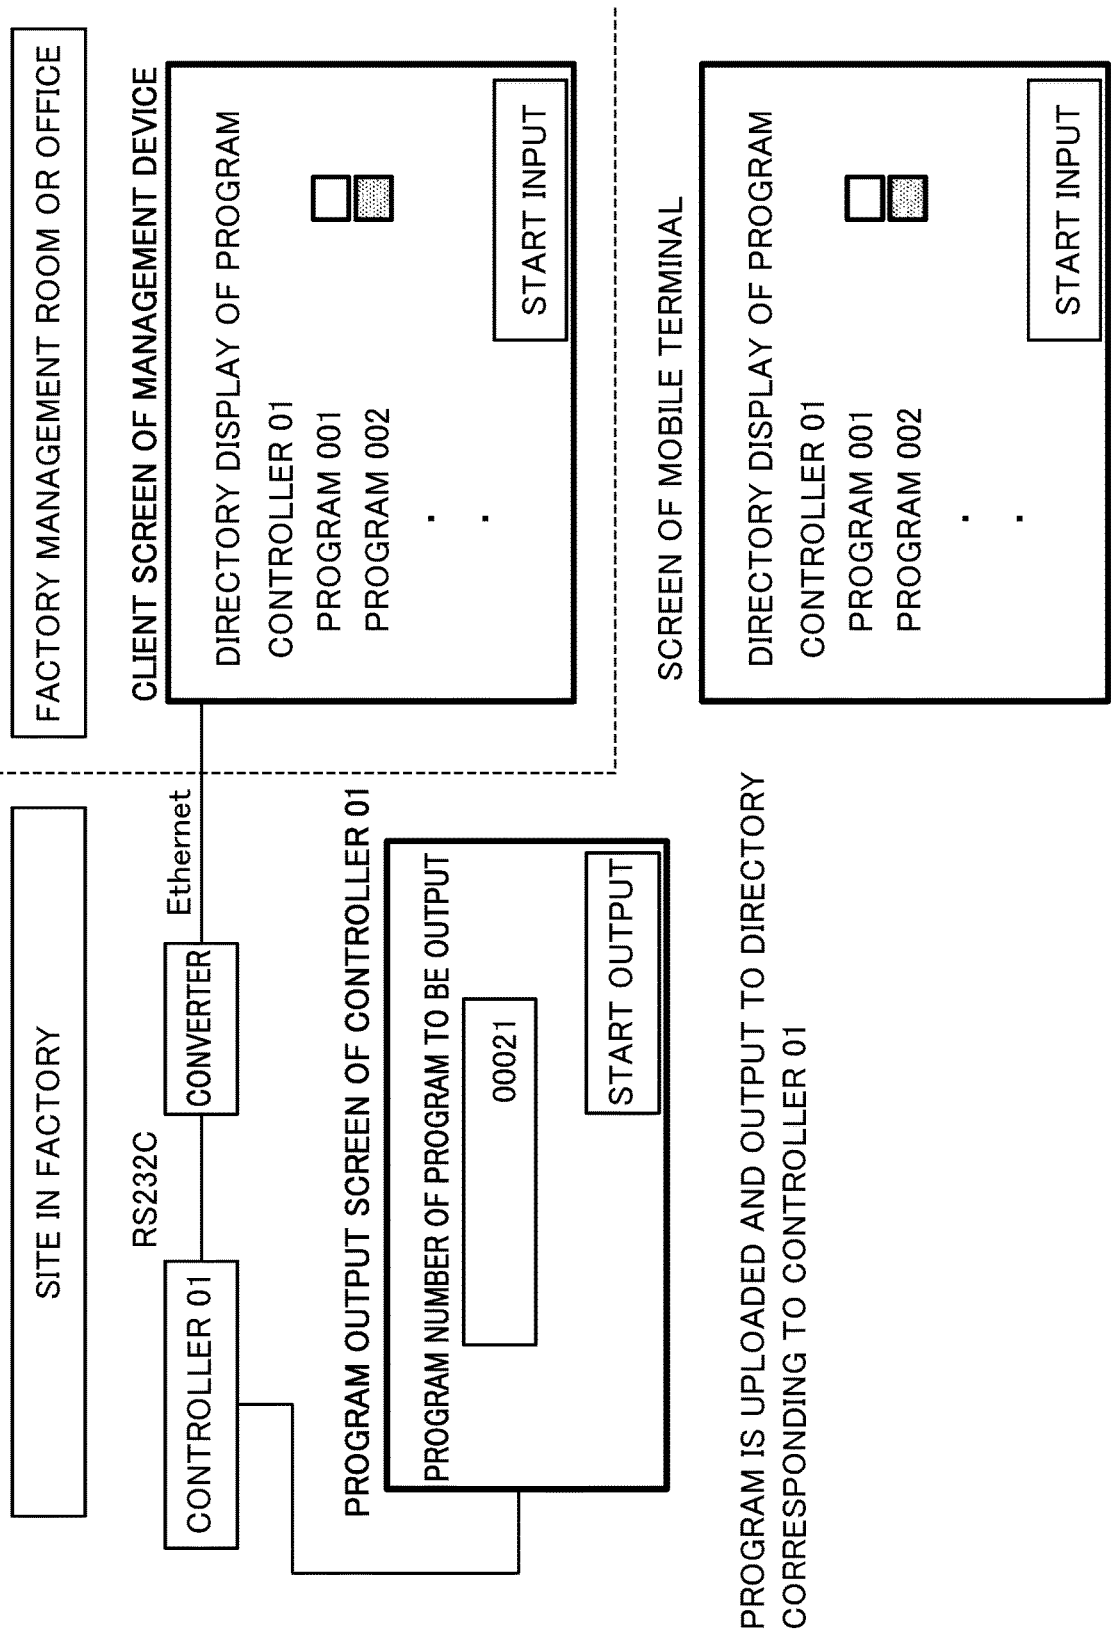 SITE IN FACTORY
FACTORY MANAGEMENT ROOM OR OFFICE
RS232C
CONTROLLER 01
CONVERTER
Ethernet
PROGRAM OUTPUT SCREEN OF CONTROLLER 01
PROGRAM NUMBER OF PROGRAM TO BE OUTPUT
00021
START OUTPUT
PROGRAM IS UPLOADED AND OUTPUT TO DIRECTORY
CORRESPONDING TO CONTROLLER 01
CLIENT SCREEN OF MANAGEMENT DEVICE
DIRECTORY DISPLAY OF PROGRAM
CONTROLLER 01
PROGRAM 001
PROGRAM 002
.
.
START INPUT
SCREEN OF MOBILE TERMINAL
DIRECTORY DISPLAY OF PROGRAM
CONTROLLER 01
PROGRAM 001
PROGRAM 002
.
.
START INPUT